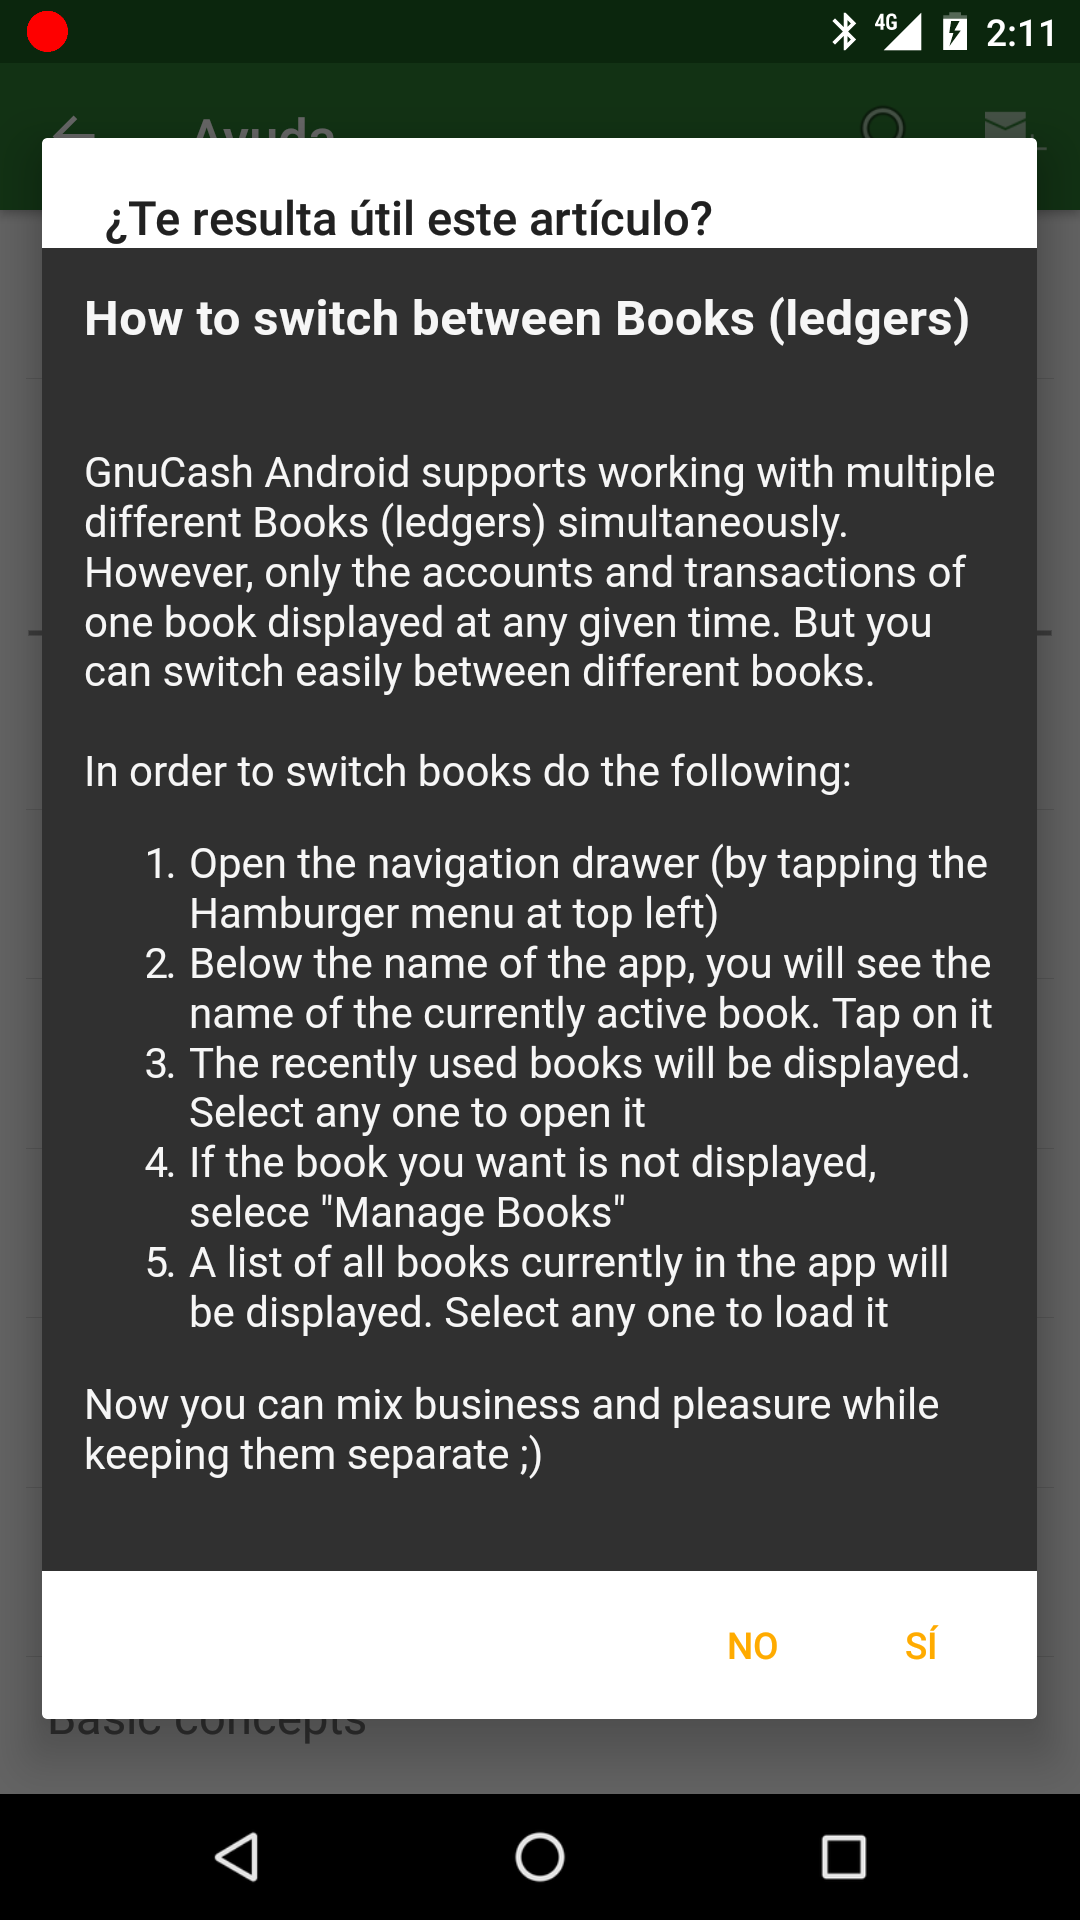 4G 2:11
Ayuda
¿Te resulta útil este artículo?
How to switch between Books (ledgers)
GnuCash Android supports working with multiple
different Books (ledgers) simultaneously.
However, only the accounts and transactions of
one book displayed at any given time. But you
can switch easily between different books.
In order to switch books do the following:
1. Open the navigation drawer (by tapping the
Hamburger menu at top left)
2. Below the name of the app, you will see the
name of the currently active book. Tap on it
3. The recently used books will be displayed.
Select any one to open it
4. If the book you want is not displayed,
selece "Manage Books"
5. A list of all books currently in the app will
be displayed. Select any one to load it
Now you can mix business and pleasure while
keeping them separate ;)
NO SÍ
Basic concepts